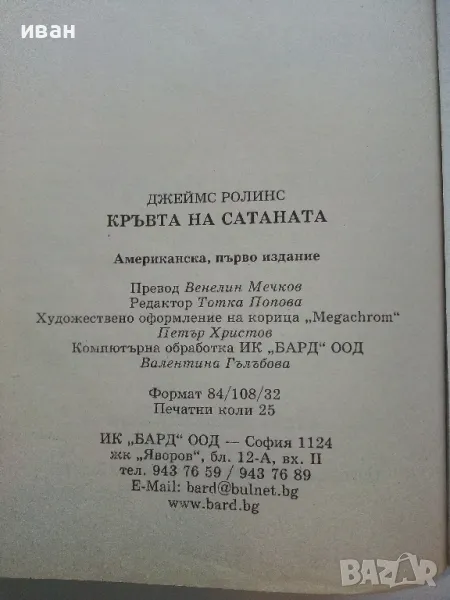 иван
ДЖЕЙМС РОЛИНС
КРЪВТА НА САТАНАТА
Американска, първо издание
Превод Венелин Мечков
Редактор Тотка Попова
Художествено оформление на корица „Megachrom“
Петър Христов
Компютърна обработка ИК „БАРД“ ООД
Валентина Гълъбова
Формат 84/108/32
Печатни коли 25
ИК „БАРД“ ООД — София 1124
жк „Яворов“, бл. 12-А, вх. II
тел. 943 76 59 / 943 76 89
E-Mail: bard@bulnet.bg
www.bard.bg
BAZAR
bg